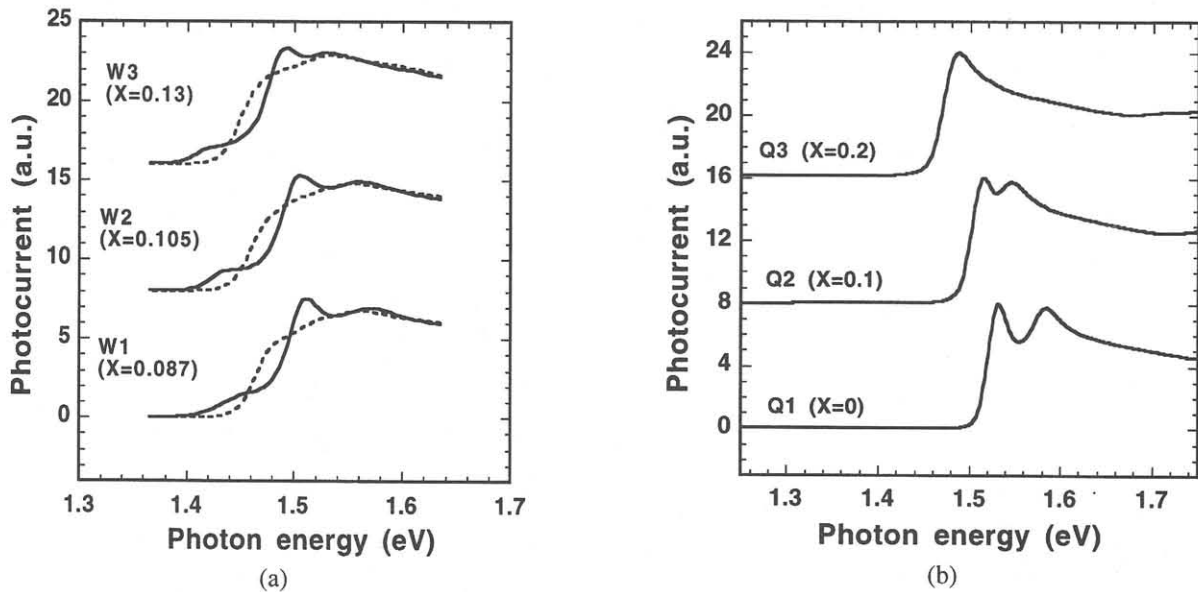 25
20
15
10
5
0
Photocurrent (a.u.)
W3
(X=0.13)
W2
(X=0.105)
W1
(X=0.087)
1.3 1.4 1.5 1.6 1.7
Photon energy (eV)
(a)
24
20
16
12
8
4
0
Photocurrent (a.u.)
Q3 (X=0.2)
Q2 (X=0.1)
Q1 (X=0)
1.3 1.4 1.5 1.6 1.7
Photon energy (eV)
(b)